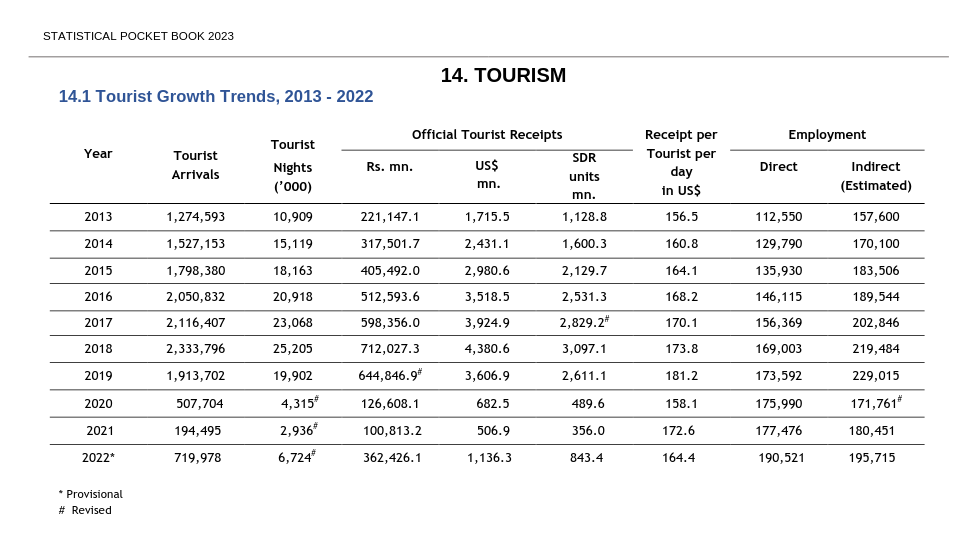 STATISTICAL POCKET BOOK 2023
14. TOURISM
14.1 Tourist Growth Trends, 2013 - 2022
Year Tourist Arrivals Tourist Nights (’000) Official Tourist Receipts Receipt per Tourist per day in US$ Employment
Rs. mn. US$ mn. SDR units mn. Direct Indirect (Estimated)
2013 1,274,593 10,909 221,147.1 1,715.5 1,128.8 156.5 112,550 157,600
2014 1,527,153 15,119 317,501.7 2,431.1 1,600.3 160.8 129,790 170,100
2015 1,798,380 18,163 405,492.0 2,980.6 2,129.7 164.1 135,930 183,506
2016 2,050,832 20,918 512,593.6 3,518.5 2,531.3 168.2 146,115 189,544
2017 2,116,407 23,068 598,356.0 3,924.9 2,829.2# 170.1 156,369 202,846
2018 2,333,796 25,205 712,027.3 4,380.6 3,097.1 173.8 169,003 219,484
2019 1,913,702 19,902 644,846.9# 3,606.9 2,611.1 181.2 173,592 229,015
2020 507,704 4,315# 126,608.1 682.5 489.6 158.1 175,990 171,761#
2021 194,495 2,936# 100,813.2 506.9 356.0 172.6 177,476 180,451
2022* 719,978 6,724# 362,426.1 1,136.3 843.4 164.4 190,521 195,715
* Provisional
# Revised